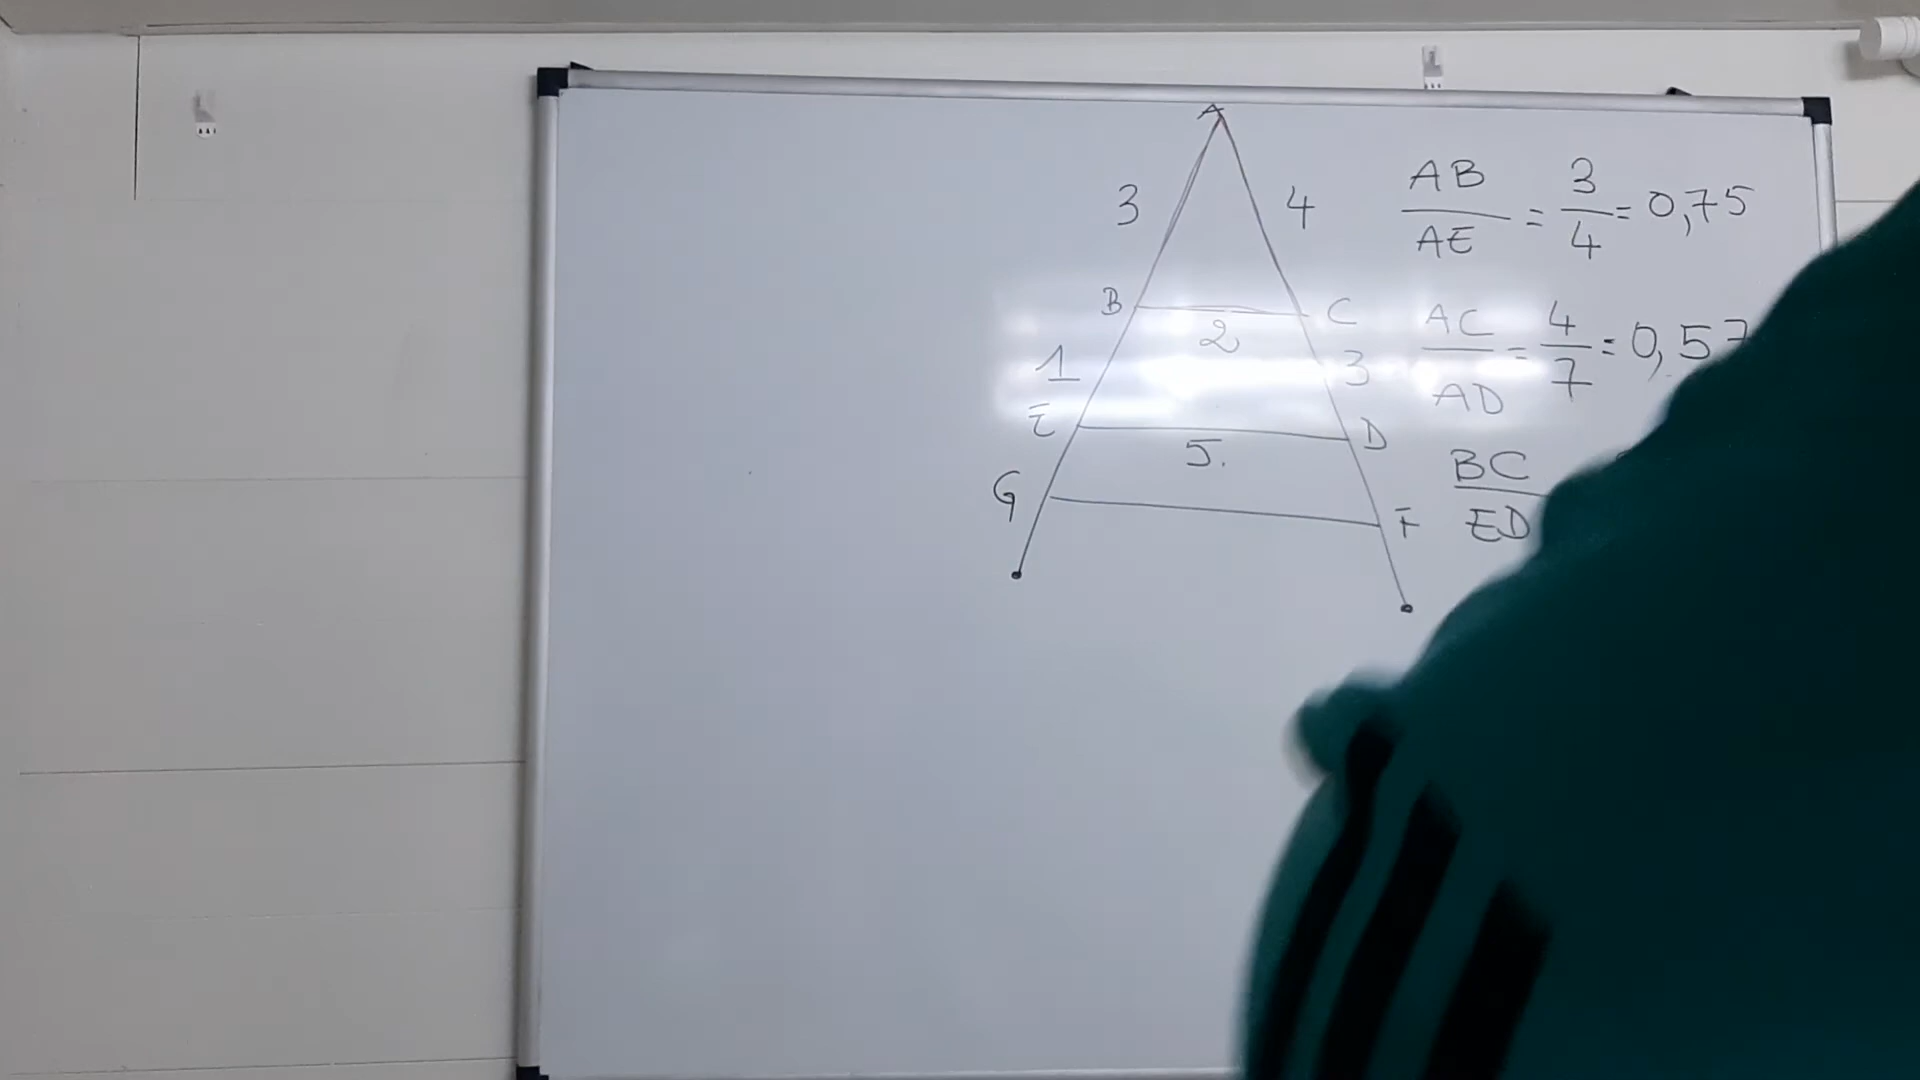 A
3
4
B
C
2
1
3
E
D
5.
G
F
AB
AE
= 3/4 = 0,75
AC
AD
= 4/7 = 0,57
BC
ED